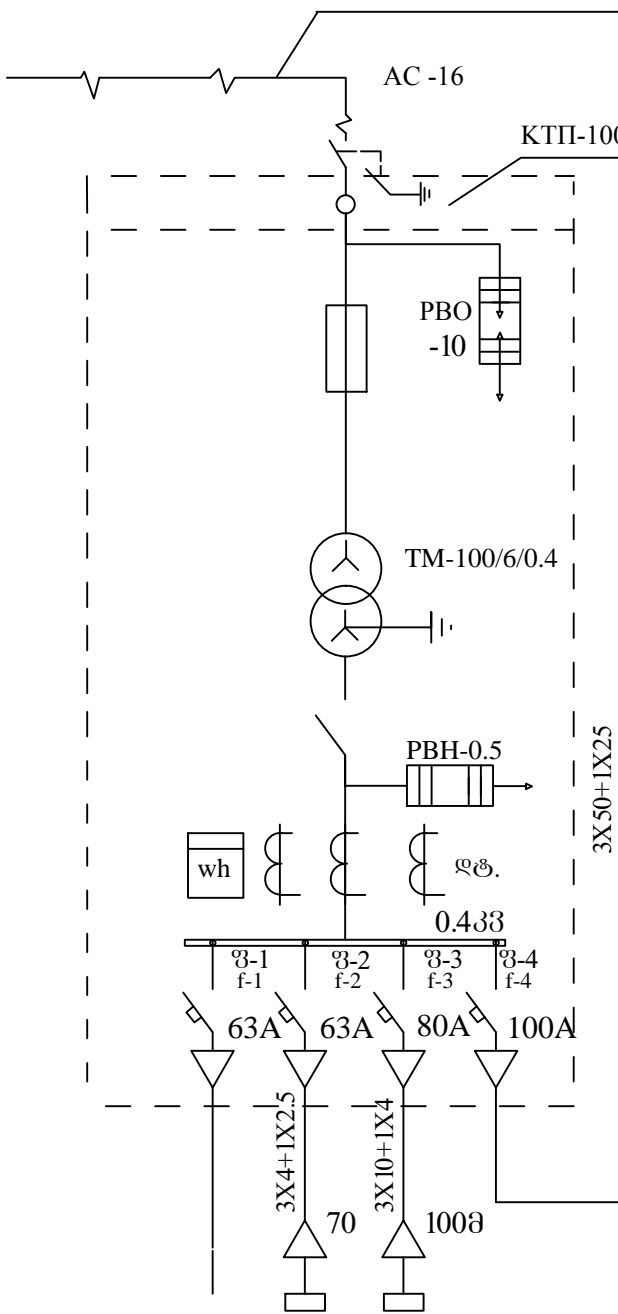 AC -16
КТП-100
РВО
-10
ТМ-100/6/0.4
РВН-0.5
3X50+1X25
wh
დტ.
0.4კვ
ფ-1
f-1
ფ-2
f-2
ფ-3
f-3
ფ-4
f-4
63A
63A
80A
100A
3X4+1X2.5
3X10+1X4
70
100მ